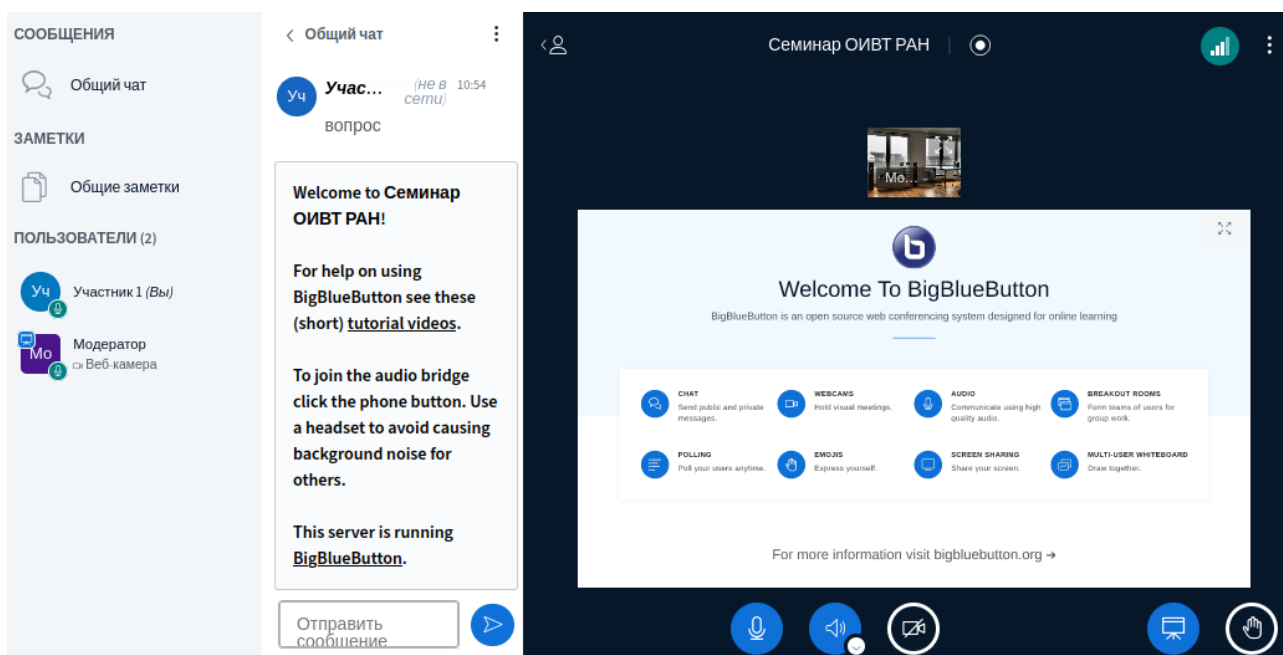 СООБЩЕНИЯ
Общий чат
ЗАМЕТКИ
Общие заметки
ПОЛЬЗОВАТЕЛИ (2)
Уч
Участник 1 (Вы)
Мо
Модератор
Веб-камера
Общий чат
Уч
Учас... (не в сети) 10:54
вопрос
Welcome to Семинар
ОИВТ РАН!
For help on using
BigBlueButton see these
(short) tutorial videos.
To join the audio bridge
click the phone button. Use
a headset to avoid causing
background noise for
others.
This server is running
BigBlueButton.
Отправить
сообщение
Семинар ОИВТ РАН
Мо...
b
Welcome To BigBlueButton
BigBlueButton is an open source web conferencing system designed for online learning
CHAT
Send public and private
messages.
WEBCAMS
Hold visual meetings.
AUDIO
Communicate using high
quality audio.
BREAKOUT ROOMS
Form teams of users for
group work.
POLLING
Poll your users anytime.
EMOJIS
Express yourself.
SCREEN SHARING
Share your screen.
MULTI-USER WHITEBOARD
Draw together.
For more information visit bigbluebutton.org →